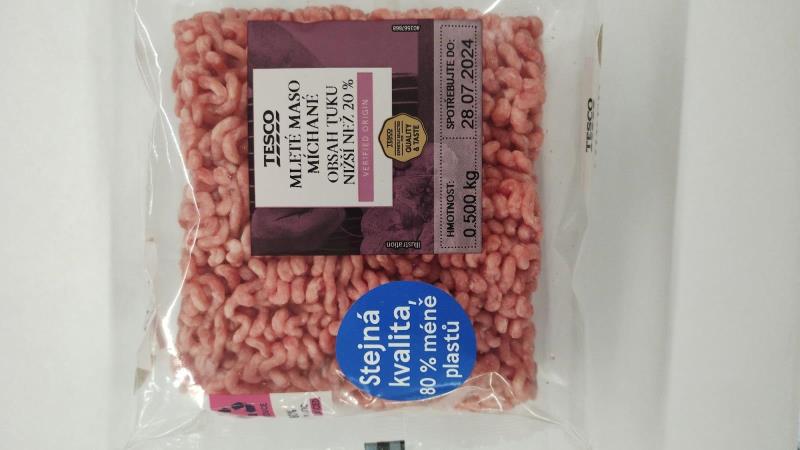 TESCO
MLETÉ MASO
MÍCHANÉ
OBSAH TUKU
NIŽŠÍ NEŽ 20 %
VERIFIED ORIGIN
TESCO
QUALITY
& TASTE
Illustration
HMOTNOST:
0.500 kg
SPOTŘEBUJTE DO:
28.07.2024
Stejná
kvalita,
80 % méně
plastů
TESCO